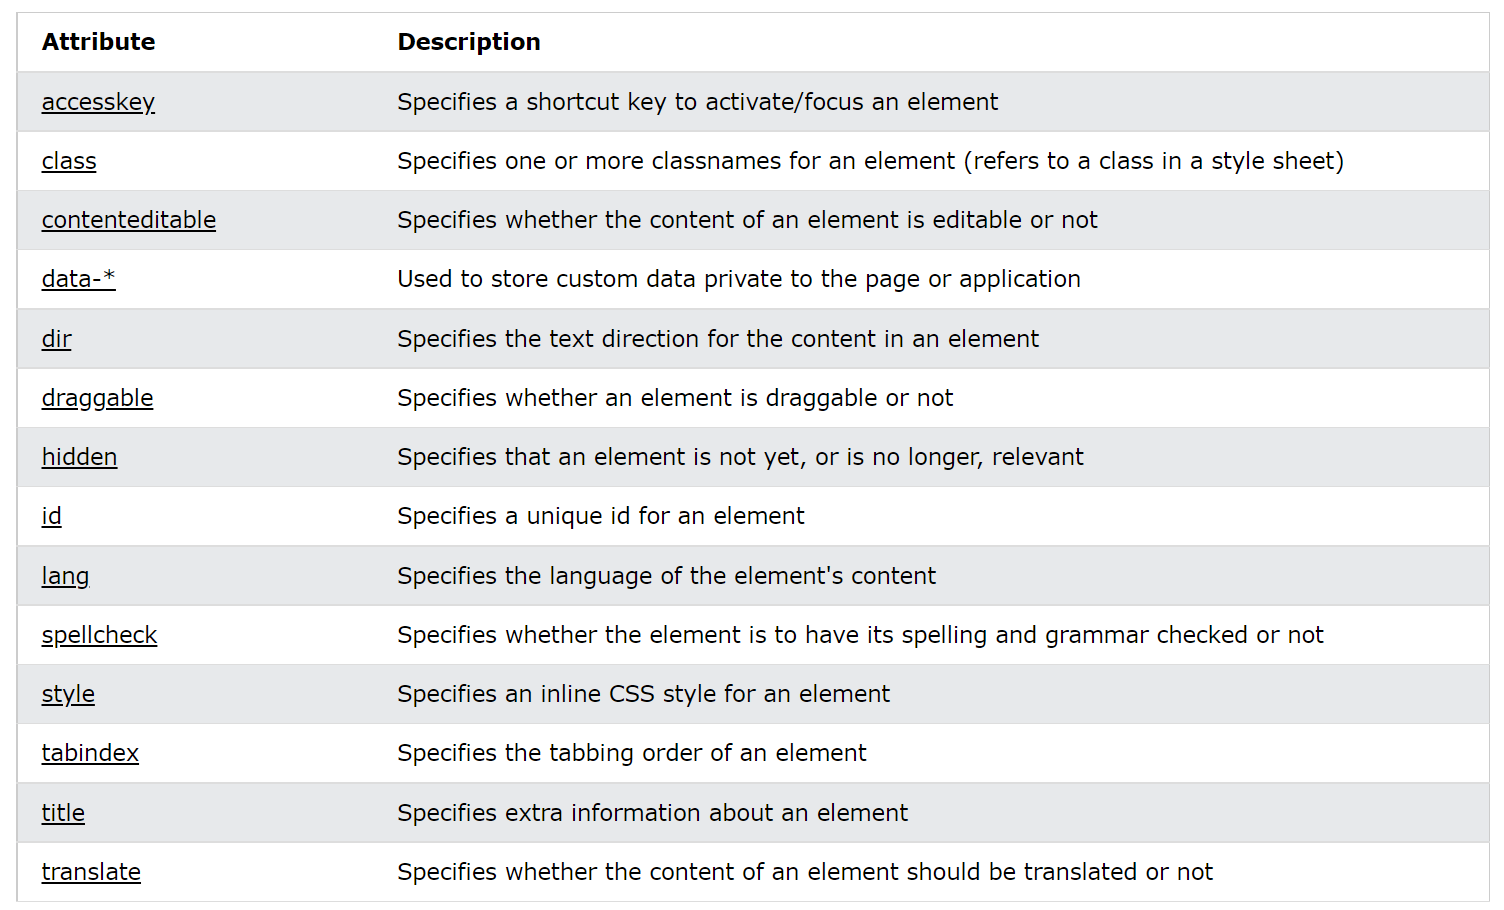 Attribute Description
accesskey Specifies a shortcut key to activate/focus an element
class Specifies one or more classnames for an element (refers to a class in a style sheet)
contenteditable Specifies whether the content of an element is editable or not
data-* Used to store custom data private to the page or application
dir Specifies the text direction for the content in an element
draggable Specifies whether an element is draggable or not
hidden Specifies that an element is not yet, or is no longer, relevant
id Specifies a unique id for an element
lang Specifies the language of the element's content
spellcheck Specifies whether the element is to have its spelling and grammar checked or not
style Specifies an inline CSS style for an element
tabindex Specifies the tabbing order of an element
title Specifies extra information about an element
translate Specifies whether the content of an element should be translated or not